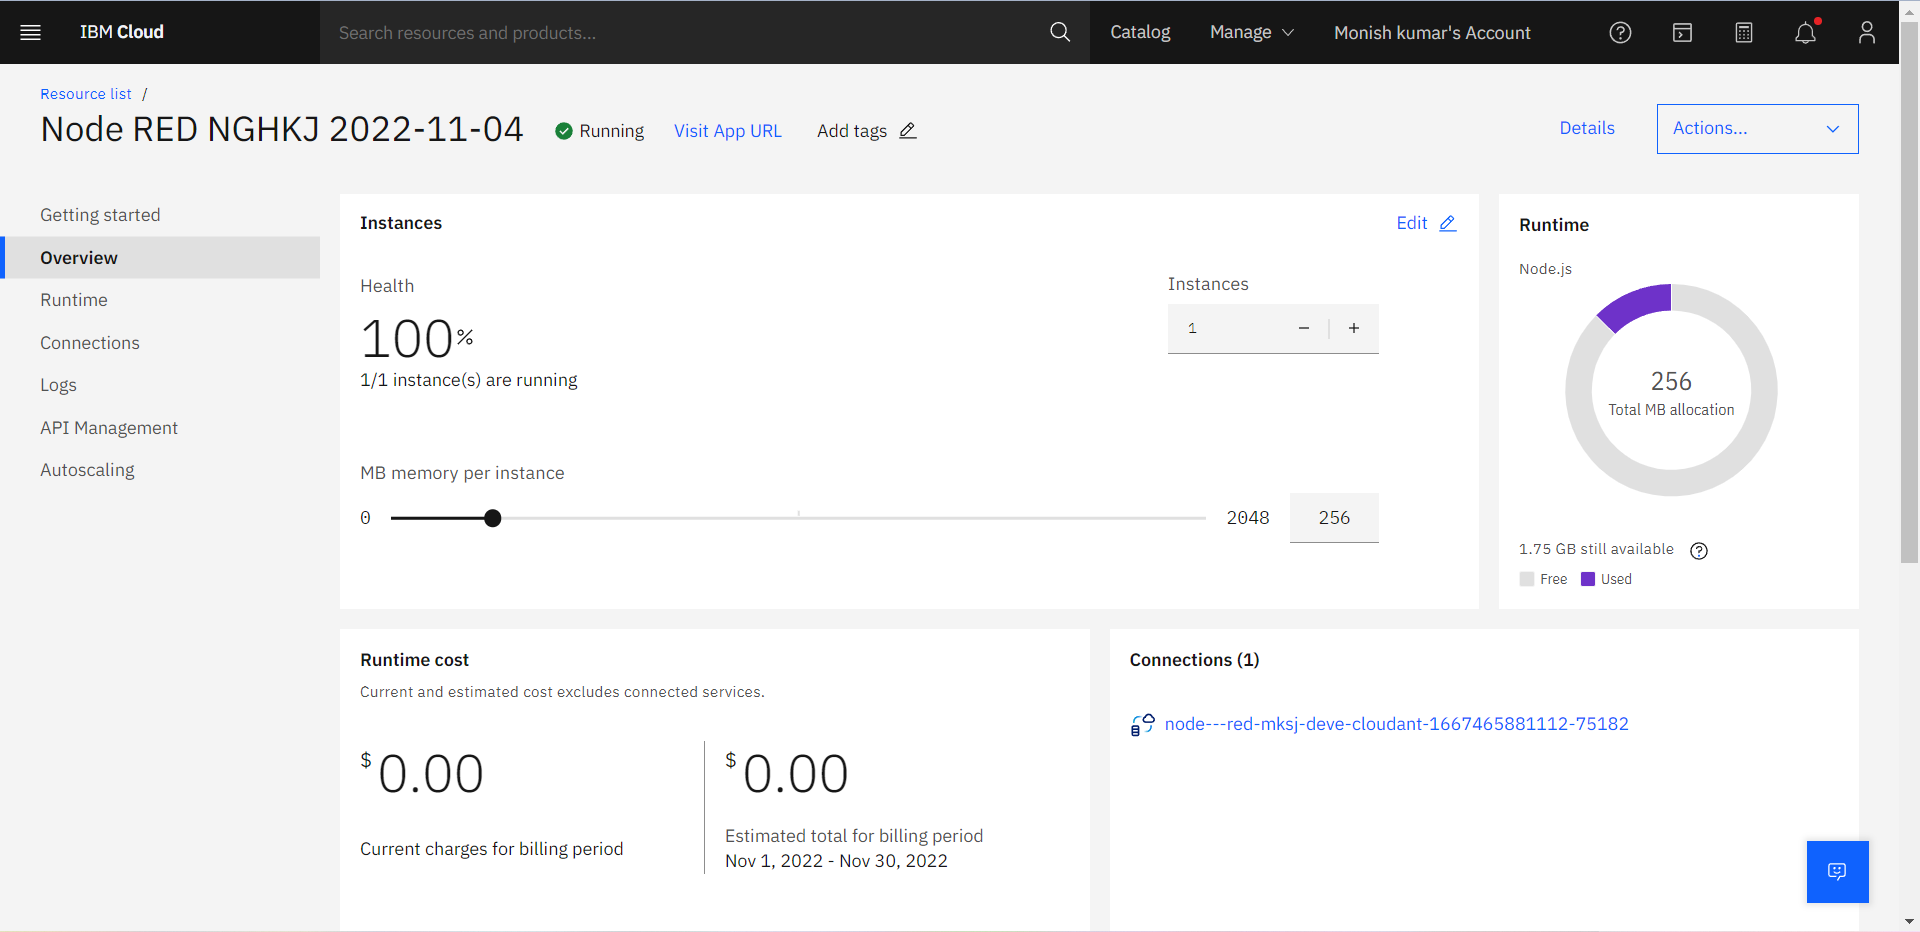 IBM Cloud
Search resources and products...
Catalog
Manage
Monish kumar's Account
Resource list /
Node RED NGHKJ 2022-11-04
Running
Visit App URL
Add tags
Details
Actions...
Getting started
Overview
Runtime
Connections
Logs
API Management
Autoscaling
Instances
Edit
Health
100%
1/1 instance(s) are running
Instances
1
MB memory per instance
0
2048
256
Runtime
Node.js
256
Total MB allocation
1.75 GB still available
Free
Used
Runtime cost
Current and estimated cost excludes connected services.
$0.00
Current charges for billing period
$0.00
Estimated total for billing period
Nov 1, 2022 - Nov 30, 2022
Connections (1)
node---red-mksj-deve-cloudant-1667465881112-75182